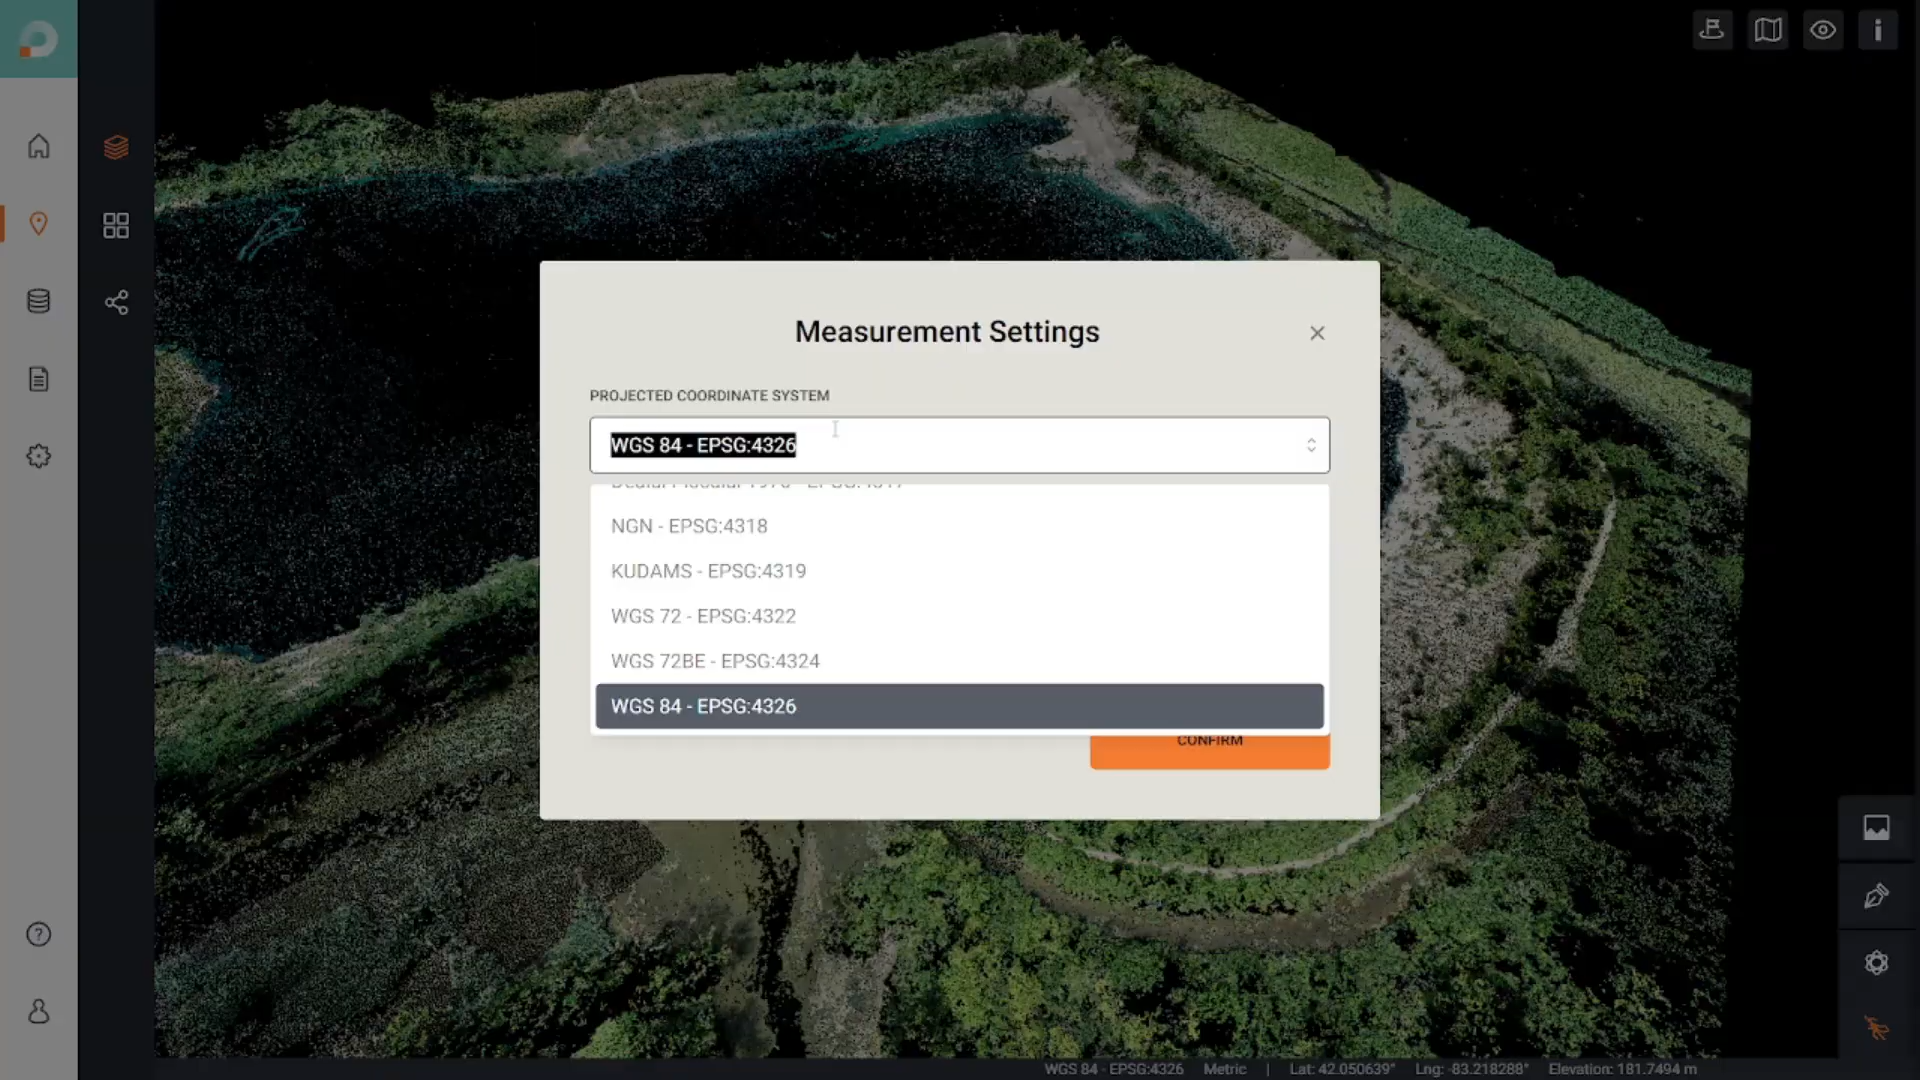 Measurement Settings
PROJECTED COORDINATE SYSTEM
WGS 84 - EPSG:4326
NGN - EPSG:4318
KUDAMS - EPSG:4319
WGS 72 - EPSG:4322
WGS 72BE - EPSG:4324
WGS 84 - EPSG:4326
CONFIRM
WGS 84 - EPSG:4326 Metric | Lat: 42.050639° Lng: -83.218288° Elevation: 181.7494 m